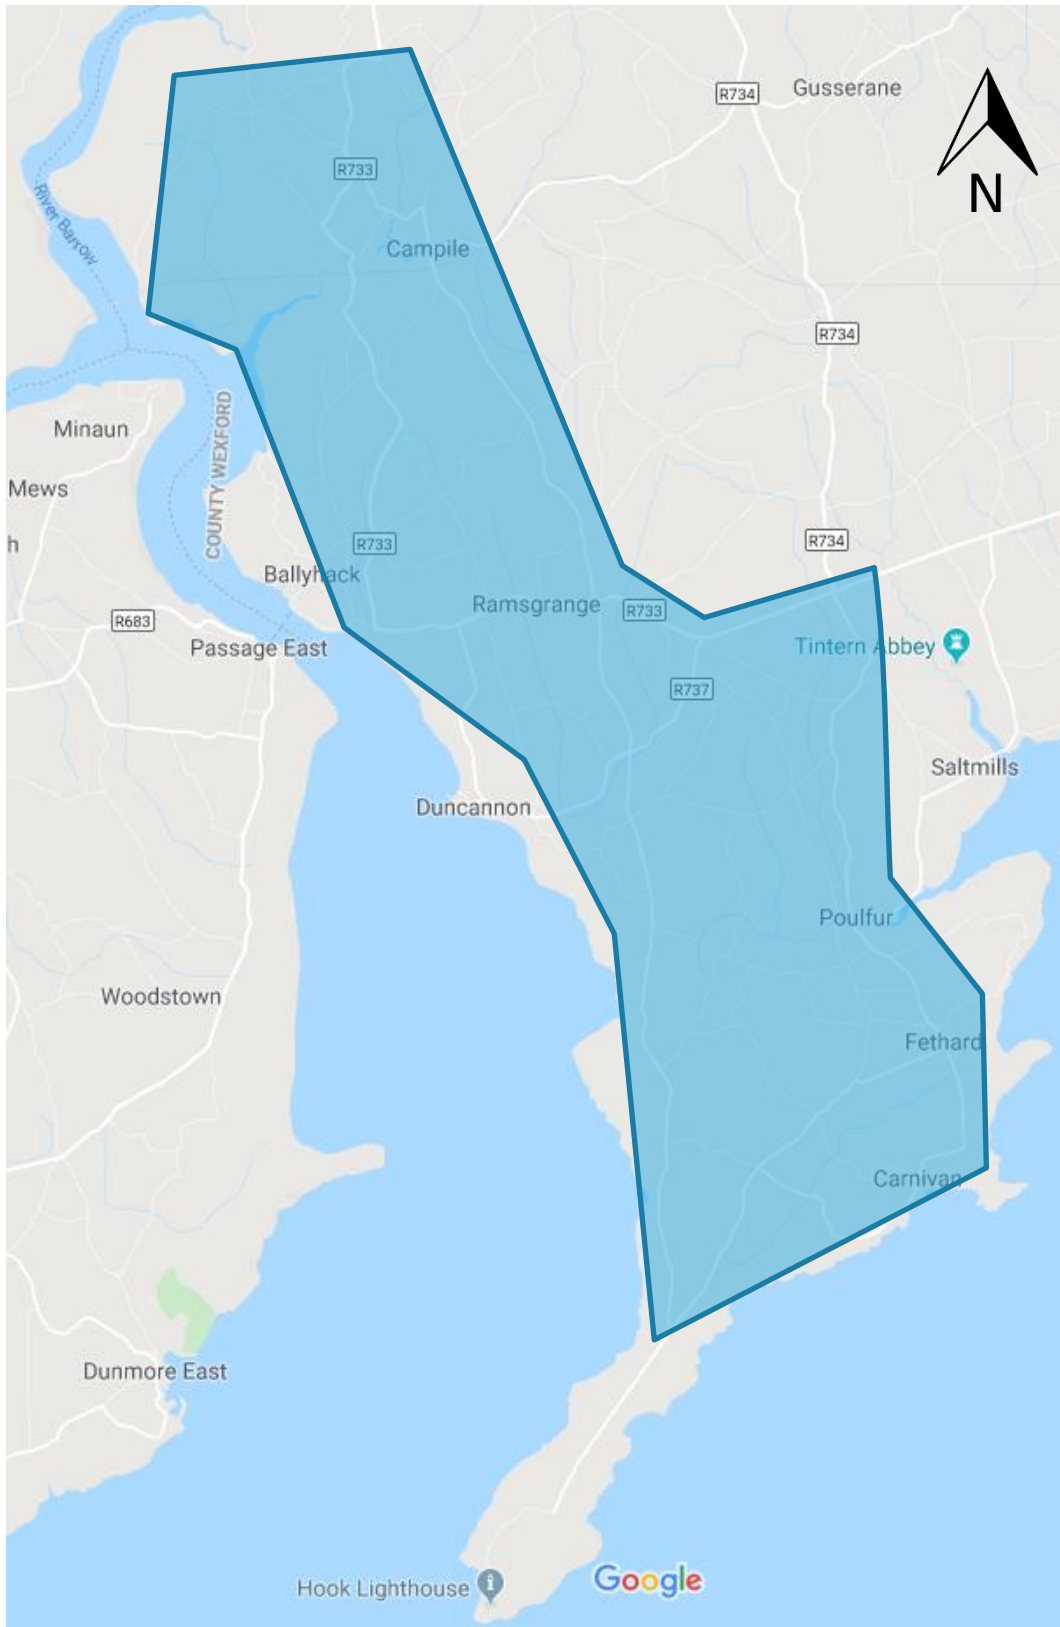 Gusserane
R734
N
R733
River Barrow
Campile
R734
Minaun
COUNTY WEXFORD
Mews
h
R733
R734
Ballyhack
Ramsgrange
R733
R683
Passage East
Tintern Abbey
R737
Saltmills
Duncannon
Poulfur
Woodstown
Fethard
Carnivan
Dunmore East
Hook Lighthouse
Google